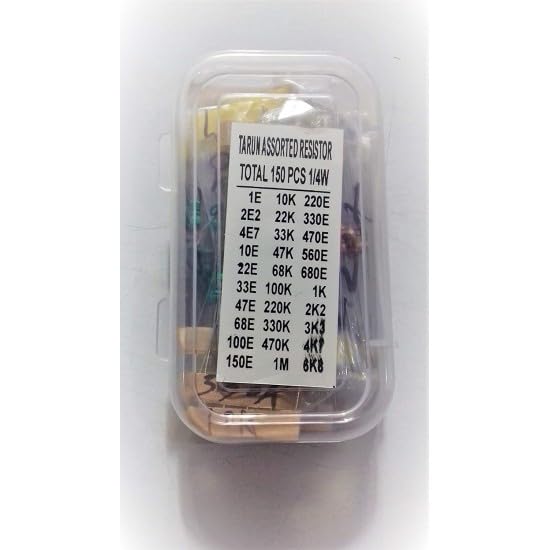 TARUN ASSORTED RESISTOR
TOTAL 150 PCS 1/4W
1E 10K 220E
2E2 22K 330E
4E7 33K 470E
10E 47K 560E
22E 68K 680E
33E 100K 1K
47E 220K 2K2
68E 330K 3K3
100E 470K 4K7
150E 1M 6K8